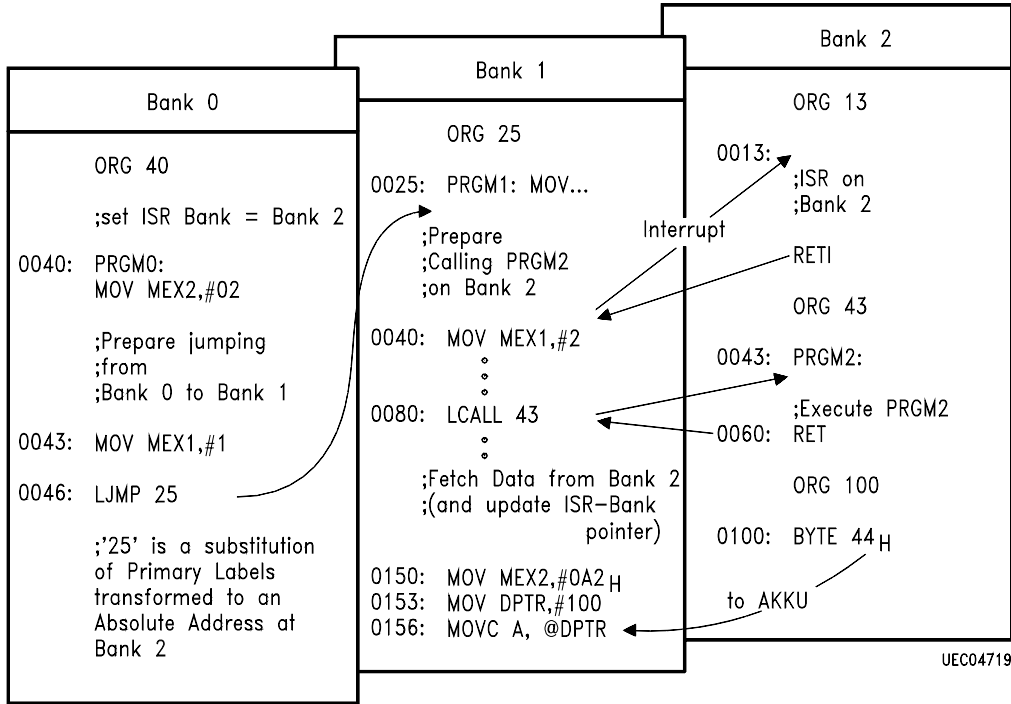 Bank 0
ORG 40
;set ISR Bank = Bank 2
0040: PRGM0:
MOV MEX2,#02
;Prepare jumping
;from
;Bank 0 to Bank 1
0043: MOV MEX1,#1
0046: LJMP 25
;'25' is a substitution
of Primary Labels
transformed to an
Absolute Address at
Bank 2
Bank 1
ORG 25
0025: PRGM1: MOV...
;Prepare
;Calling PRGM2
;on Bank 2
0040: MOV MEX1,#2
0080: LCALL 43
;Fetch Data from Bank 2
;(and update ISR-Bank
pointer)
0150: MOV MEX2,#0A2H
0153: MOV DPTR,#100
0156: MOVC A, @DPTR
Interrupt
Bank 2
ORG 13
0013:
;ISR on
;Bank 2
RETI
ORG 43
0043: PRGM2:
;Execute PRGM2
0060: RET
ORG 100
0100: BYTE 44H
to AKKU
UEC04719